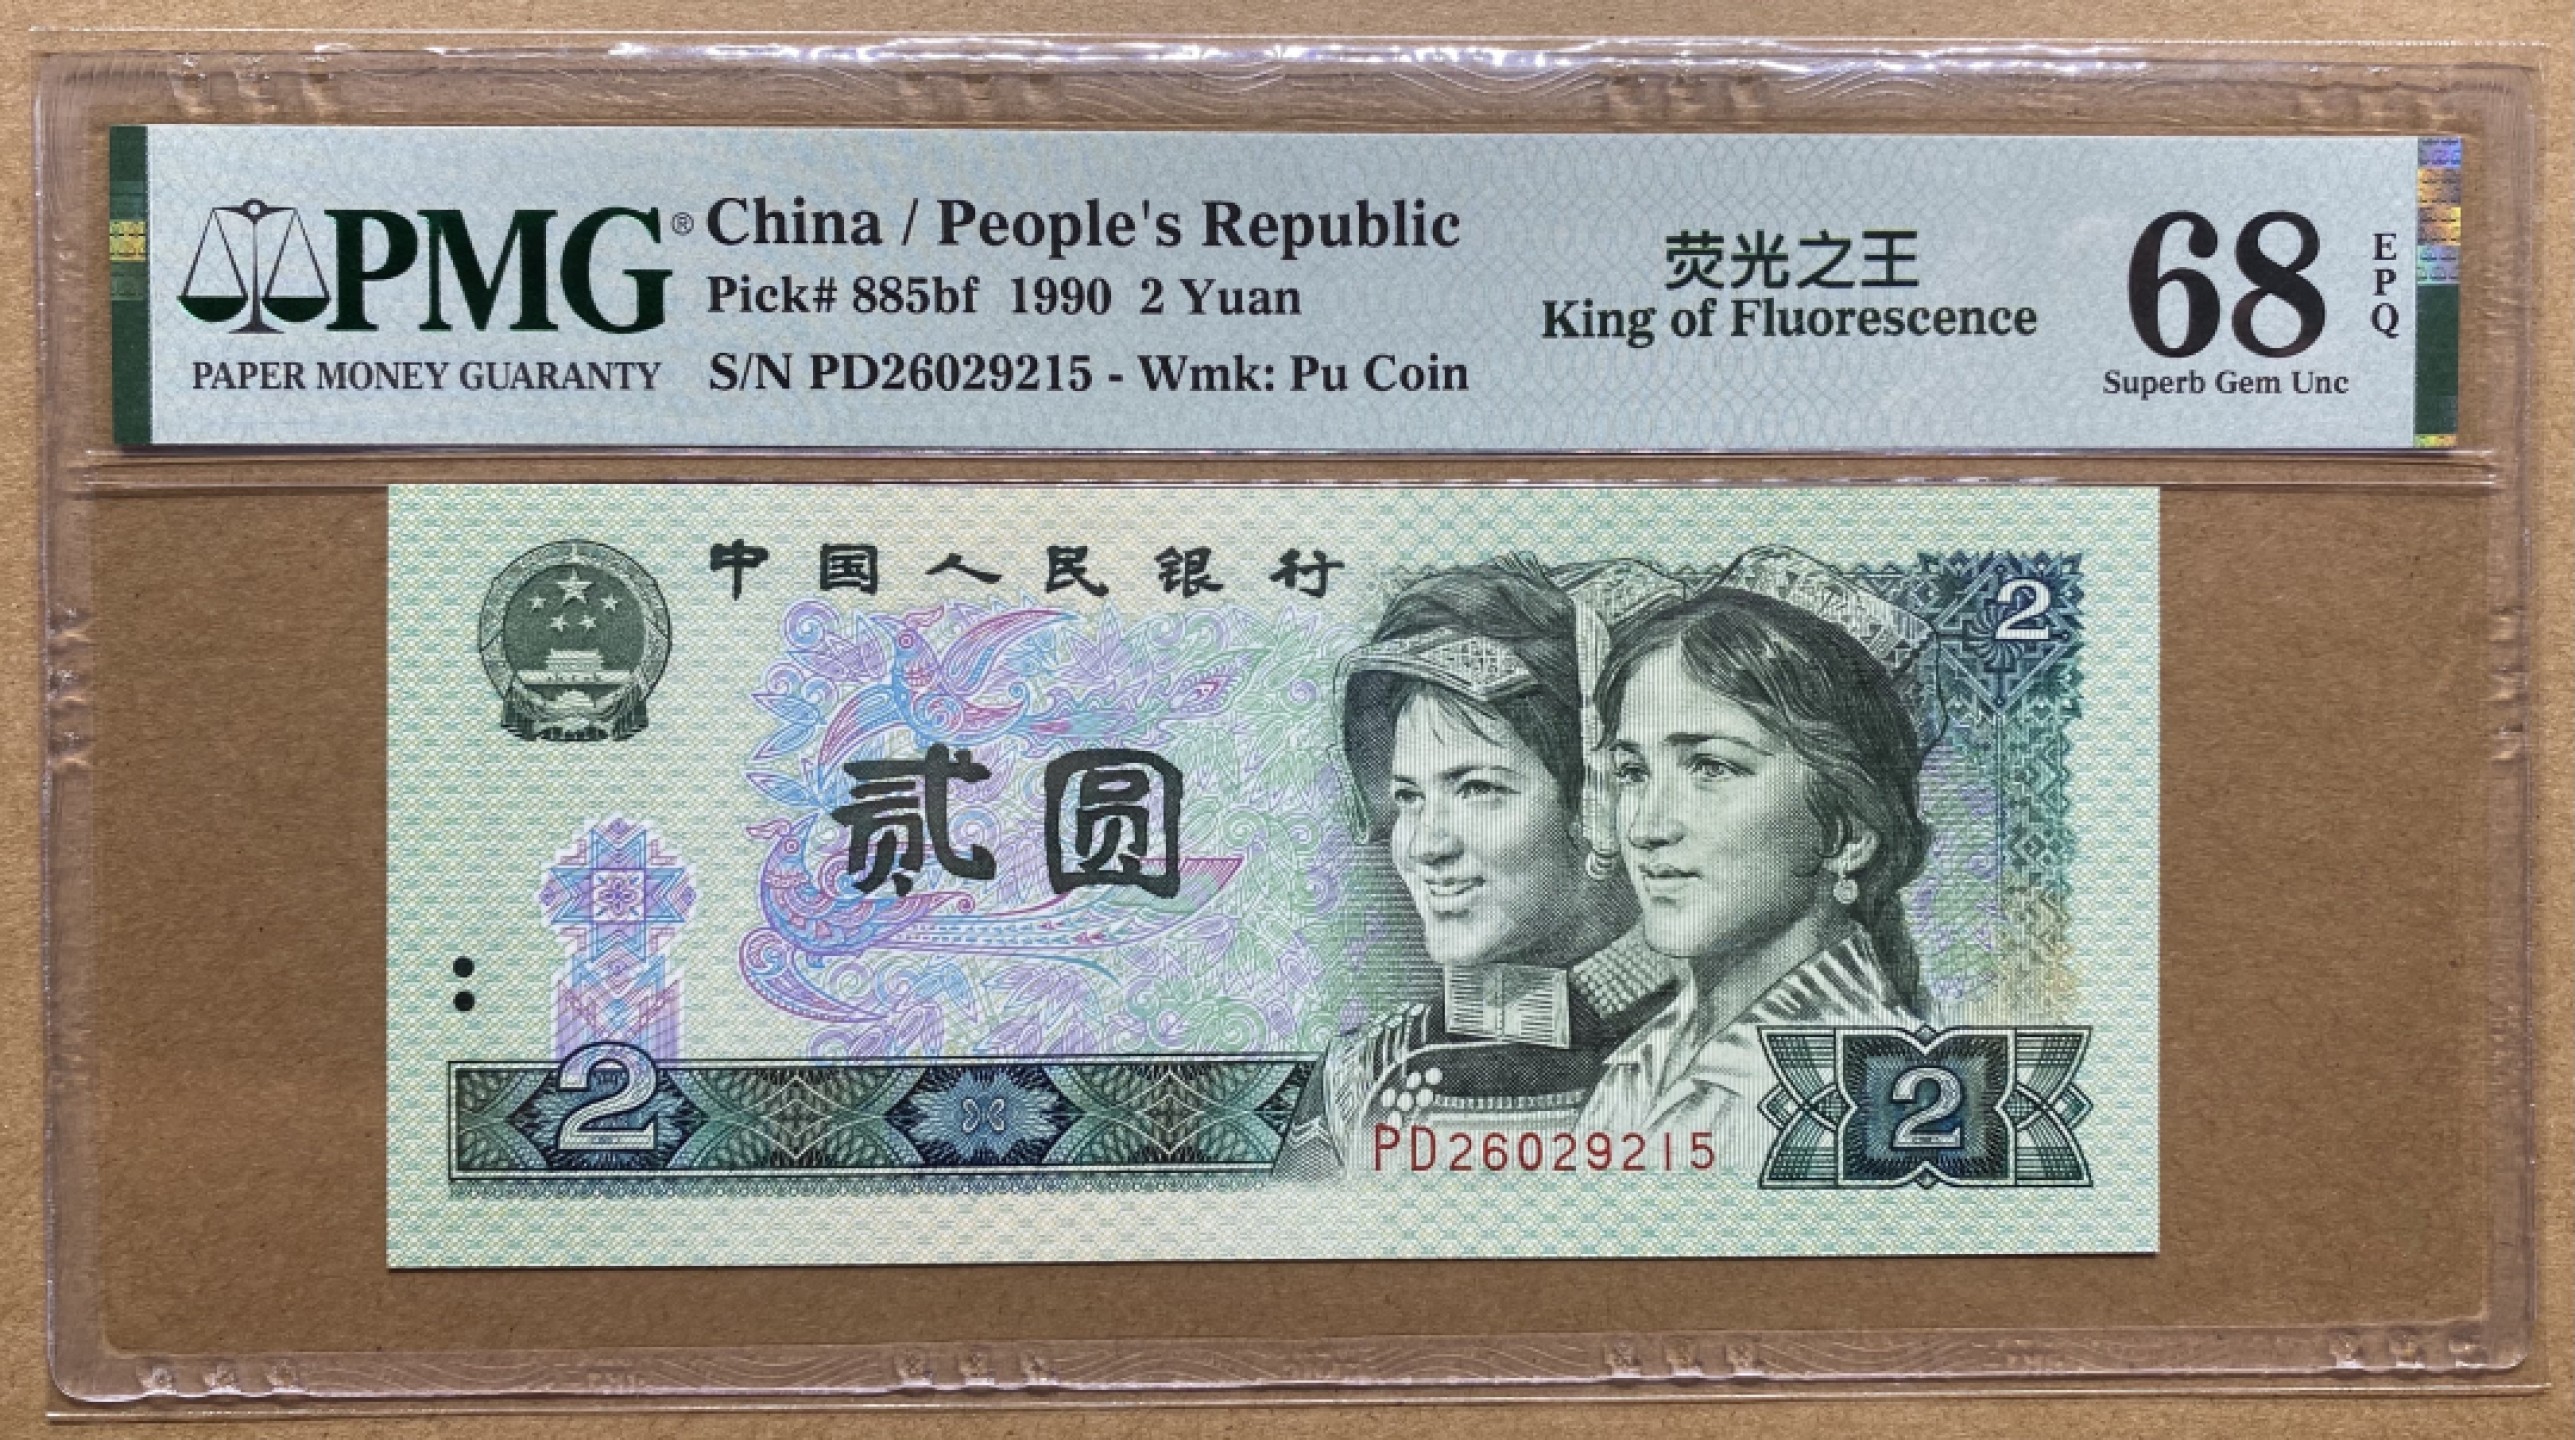 PMG®
PAPER MONEY GUARANTY
China / People's Republic
Pick# 885bf 1990 2 Yuan
S/N PD26029215 - Wmk: Pu Coin
荧光之王
King of Fluorescence
68
EPQ
Superb Gem Unc
中国人民银行
2
贰圆
2
PD26029215
2